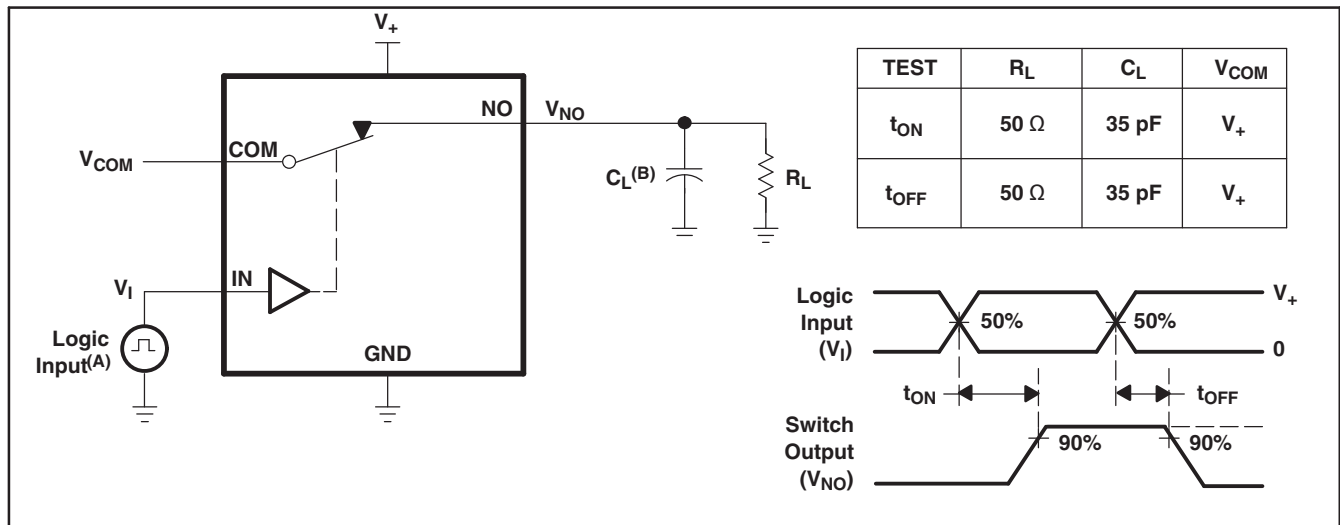 V+
NO
VNO
VCOM
COM
CL(B)
RL
VI
IN
Logic
Input(A)
GND
TEST RL CL VCOM
tON 50 Ω 35 pF V+
tOFF 50 Ω 35 pF V+
Logic
Input
(VI)
50%
50%
V+
0
tON
tOFF
Switch
Output
(VNO)
90%
90%